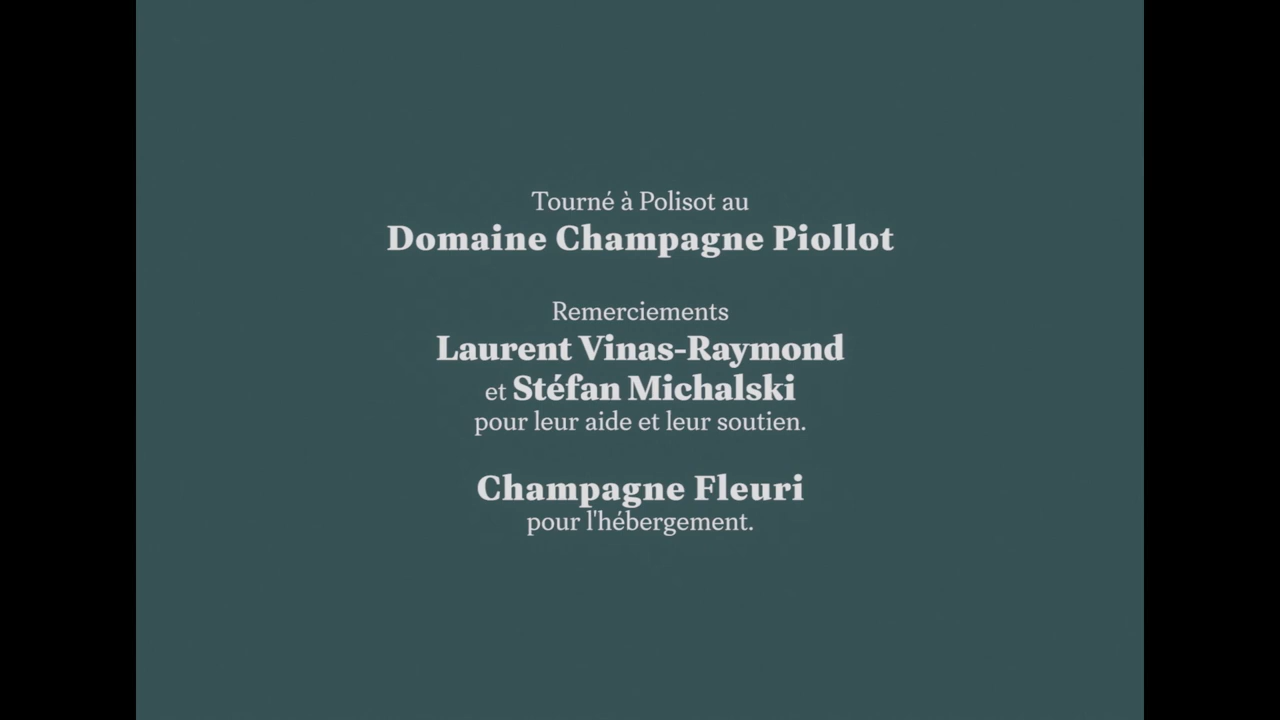 Tourné à Polisot au
Domaine Champagne Piollot
Remerciements
Laurent Vinas-Raymond
et Stéfan Michalski
pour leur aide et leur soutien.
Champagne Fleuri
pour l'hébergement.